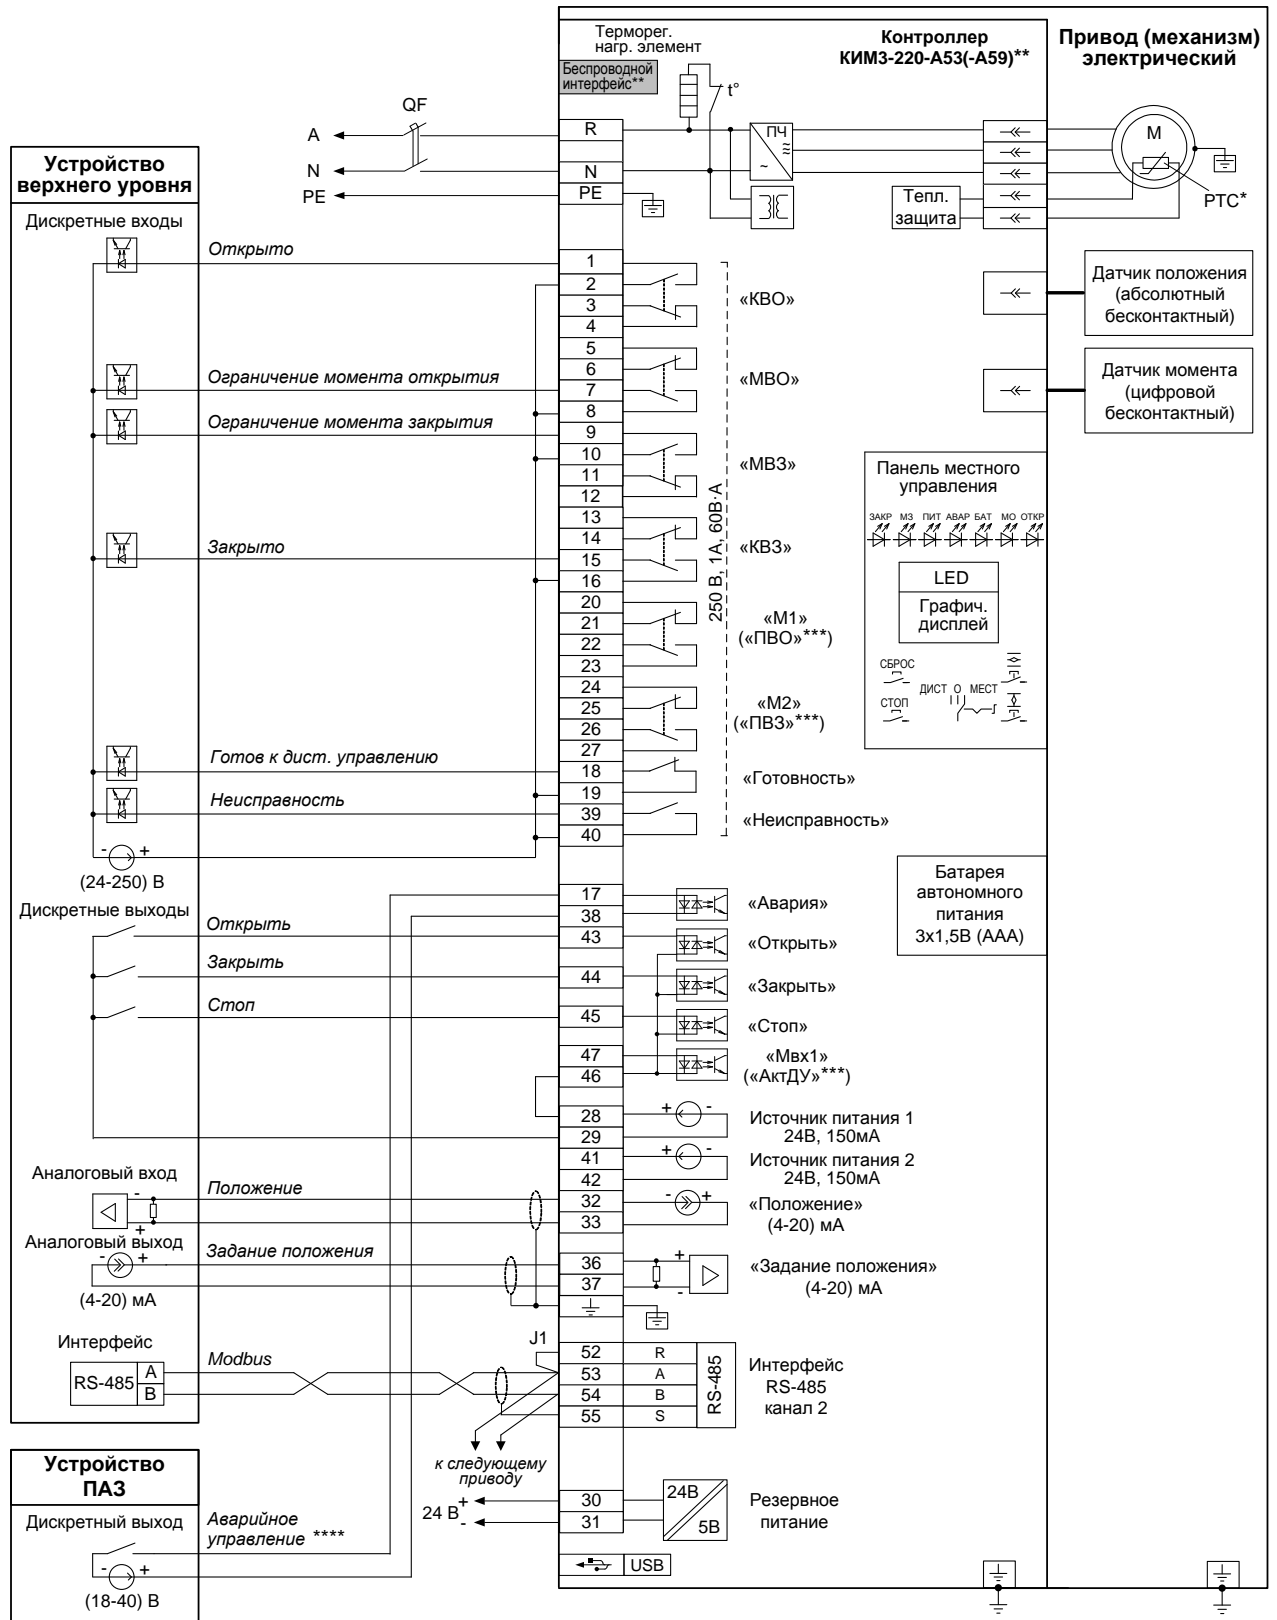 Терморег.
нагр. элемент
Контроллер
КИМ3-220-А53(-А59)**
Привод (механизм)
электрический
Беспроводной
интерфейс**
t°
QF
A
R
ПЧ
≈
~
M
N
N
PE
PE
Тепл.
защита
PTC*
Устройство
верхнего уровня
Дискретные входы
Открыто
1
2
3
4
«КВО»
Датчик положения
(абсолютный
бесконтактный)
5
6
7
8
Ограничение момента открытия
«МВО»
Датчик момента
(цифровой
бесконтактный)
Ограничение момента закрытия
9
10
11
12
«МВЗ»
Панель местного
управления
ЗАКР МЗ ПИТ АВАР БАТ МО ОТКР
13
14
15
16
Закрыто
«КВЗ»
250 В, 1А, 60В·А
LED
Графич.
дисплей
20
21
22
23
«М1»
(«ПВО»***)
СБРОС
СТОП
ДИСТ О МЕСТ
24
25
26
27
«М2»
(«ПВЗ»***)
Готов к дист. управлению
18
19
«Готовность»
Неисправность
39
40
«Неисправность»
- +
(24-250) В
Батарея
автономного
питания
3x1,5В (ААА)
17
38
«Авария»
Дискретные выходы
Открыть
43
«Открыть»
Закрыть
44
«Закрыть»
Стоп
45
«Стоп»
47
46
«Мвх1»
(«АктДУ»***)
28
29
+ -
Источник питания 1
24В, 150мА
41
42
+ -
Источник питания 2
24В, 150мА
Аналоговый вход
-
+
Положение
32
33
- +
«Положение»
(4-20) мА
Аналоговый выход
- +
(4-20) мА
Задание положения
36
37
+
-
«Задание положения»
(4-20) мА
Интерфейс
RS-485
A
B
Modbus
J1
52 R
53 A
54 B
55 S
RS-485
Интерфейс
RS-485
канал 2
к следующему
приводу
24 В
+
-
30
31
24В
5В
Резервное
питание
USB
Устройство
ПАЗ
Дискретный выход
Аварийное
управление ****
- +
(18-40) В